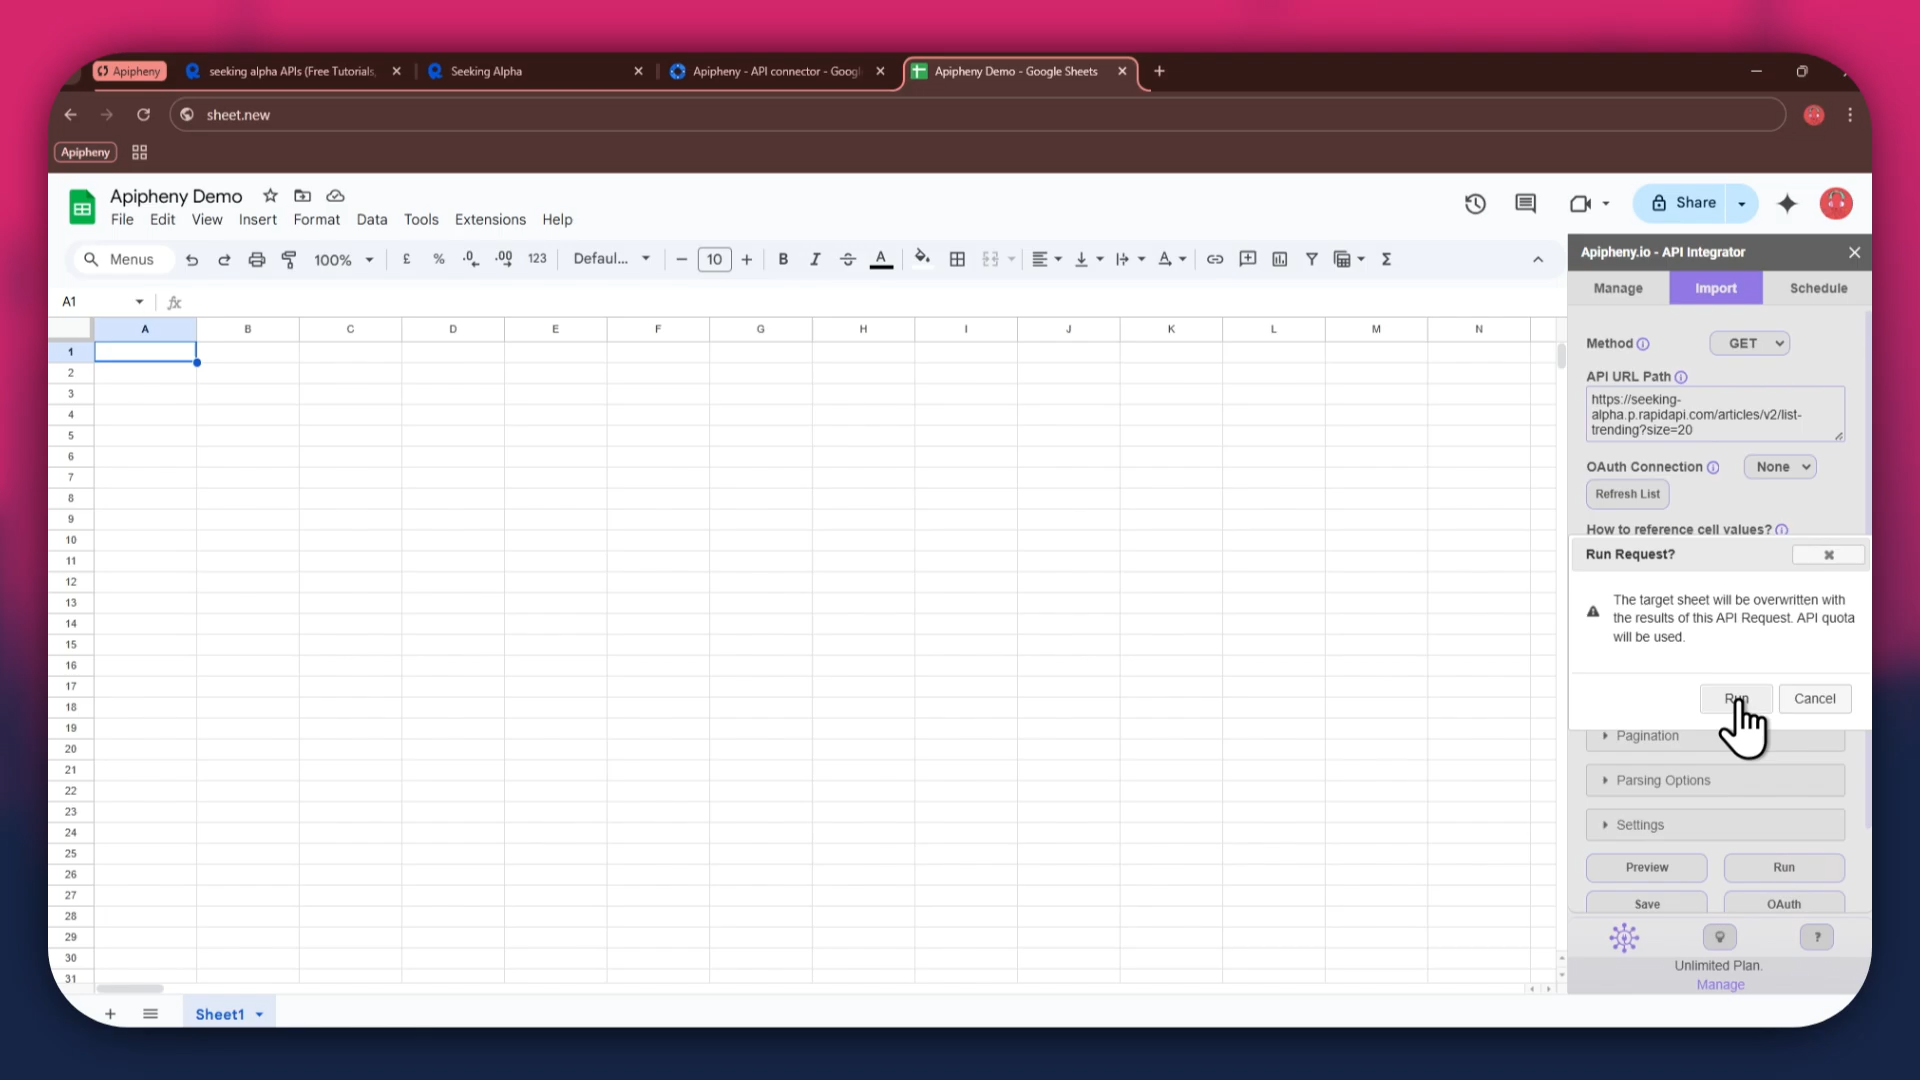 Apipheny
seeking alpha APIs (Free Tutorials,
Seeking Alpha
Apipheny - API connector - Googl
Apipheny Demo - Google Sheets
sheet.new
Apipheny
Apipheny Demo
File Edit View Insert Format Data Tools Extensions Help
Share
Menus
100%
£ % .0 .00 123
Defaul...
10
B I S A
Σ
A1
fx
A B C D E F G H I J K L M N
1
2
3
4
5
6
7
8
9
10
11
12
13
14
15
16
17
18
19
20
21
22
23
24
25
26
27
28
29
30
31
Sheet1
Apipheny.io - API Integrator
Manage Import Schedule
Method GET
API URL Path
https://seeking-
alpha.p.rapidapi.com/articles/v2/list-
trending?size=20
OAuth Connection None
Refresh List
How to reference cell values?
Run Request?
The target sheet will be overwritten with
the results of this API Request. API quota
will be used.
Run Cancel
Pagination
Parsing Options
Settings
Preview Run
Save OAuth
?
Unlimited Plan.
Manage